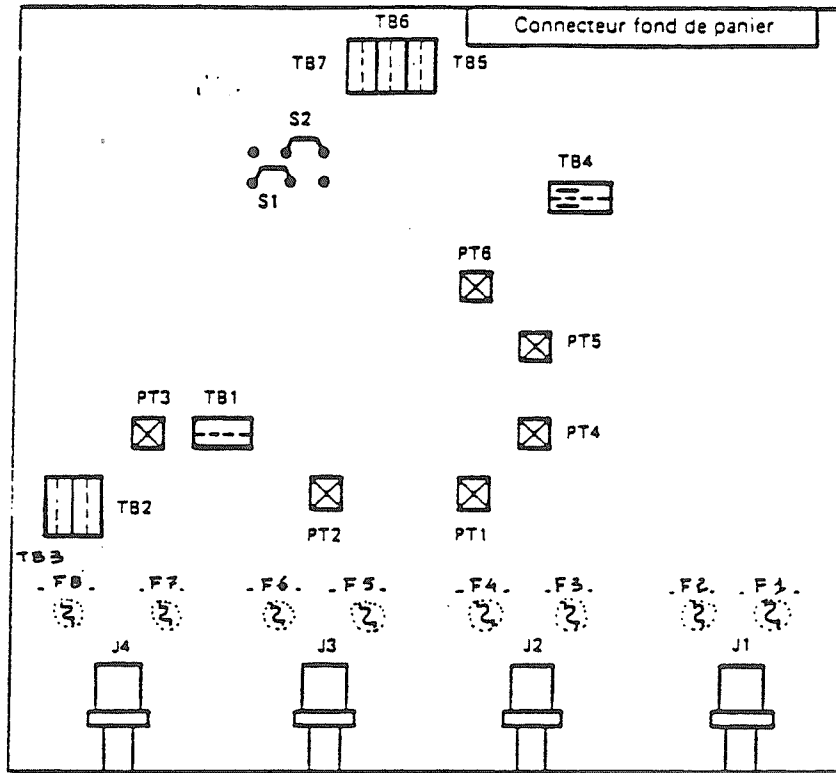 TB6
Connecteur fond de panier
TB7
TB5
S2
TB4
S1
PT6
PT5
PT3
TB1
PT4
TB2
PT2
PT1
TB3
F8 F7 F6 F5 F4 F3 F2 F1
J4 J3 J2 J1